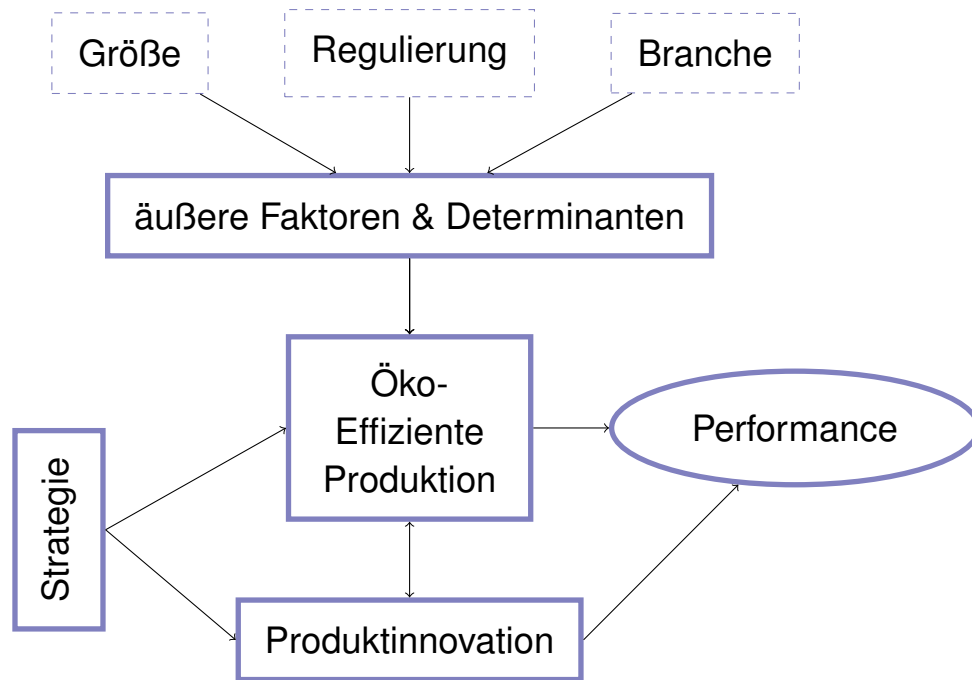 Größe
Regulierung
Branche
äußere Faktoren & Determinanten
Öko-
Effiziente
Produktion
Performance
Strategie
Produktinnovation